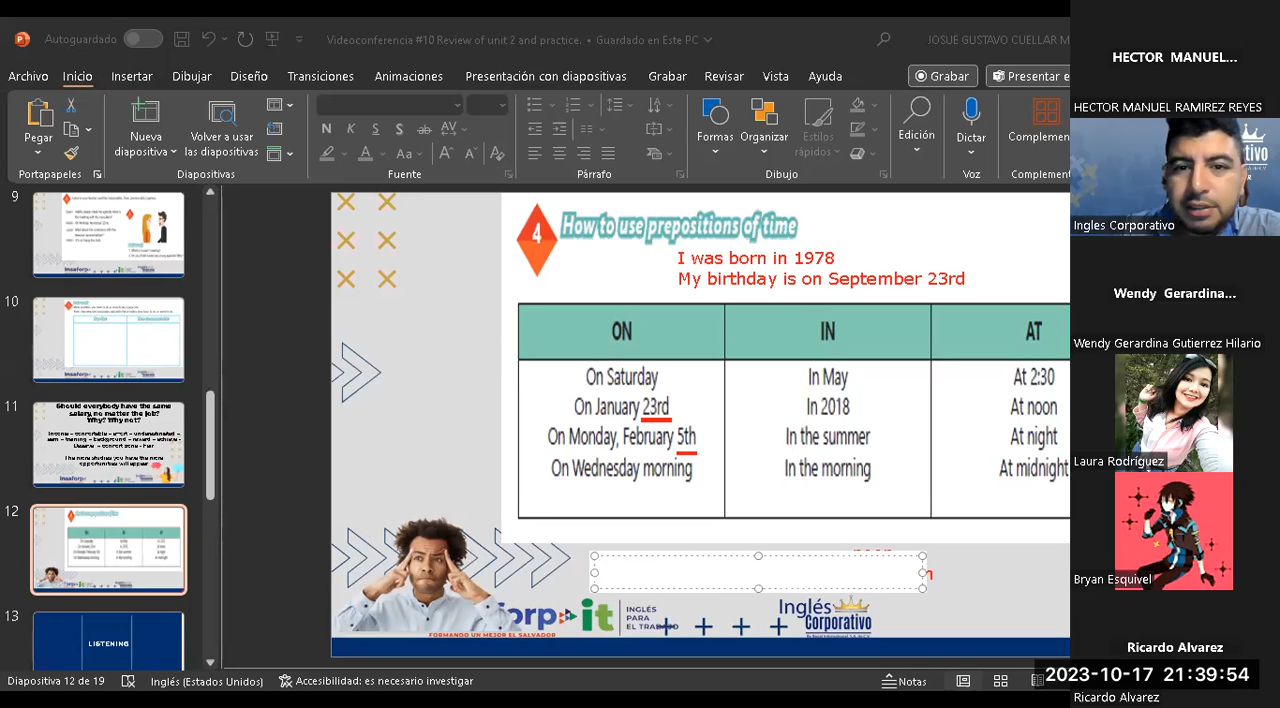 Autoguardado
Videoconferencia #10 Review of unit 2 and practice. • Guardado en Este PC
JOSUE GUSTAVO CUELLAR M
Archivo Inicio Insertar Dibujar Diseño Transiciones Animaciones Presentación con diapositivas Grabar Revisar Vista Ayuda
Grabar
Presentar e
Pegar
Nueva diapositiva
Volver a usar las diapositivas
Formas
Organizar
Estilos rápidos
Edición
Dictar
Complemen
Portapapeles
Diapositivas
Fuente
Párrafo
Dibujo
Voz
Complement
9
10
11
Should everybody have the same
salary, no matter the job?
Why? Why not?
12
13
LISTENING
4
How to use prepositions of time
I was born in 1978
My birthday is on September 23rd
ON IN AT
On Saturday In May At 2:30
On January 23rd In 2018 At noon
On Monday, February 5th In the summer At night
On Wednesday morning In the morning At midnight
forp it
INGLÉS
PARA
EL TRABAJO
FORMANDO UN MEJOR EL SALVADOR
Inglés
Corporativo
Diapositiva 12 de 19
Inglés (Estados Unidos)
Accesibilidad: es necesario investigar
Notas
HECTOR MANUEL...
HECTOR MANUEL RAMIREZ REYES
Ingles Corporativo
Wendy Gerardina...
Wendy Gerardina Gutierrez Hilario
Laura Rodríguez
Bryan Esquivel
Ricardo Alvarez
2023-10-17 21:39:54
Ricardo Alvarez